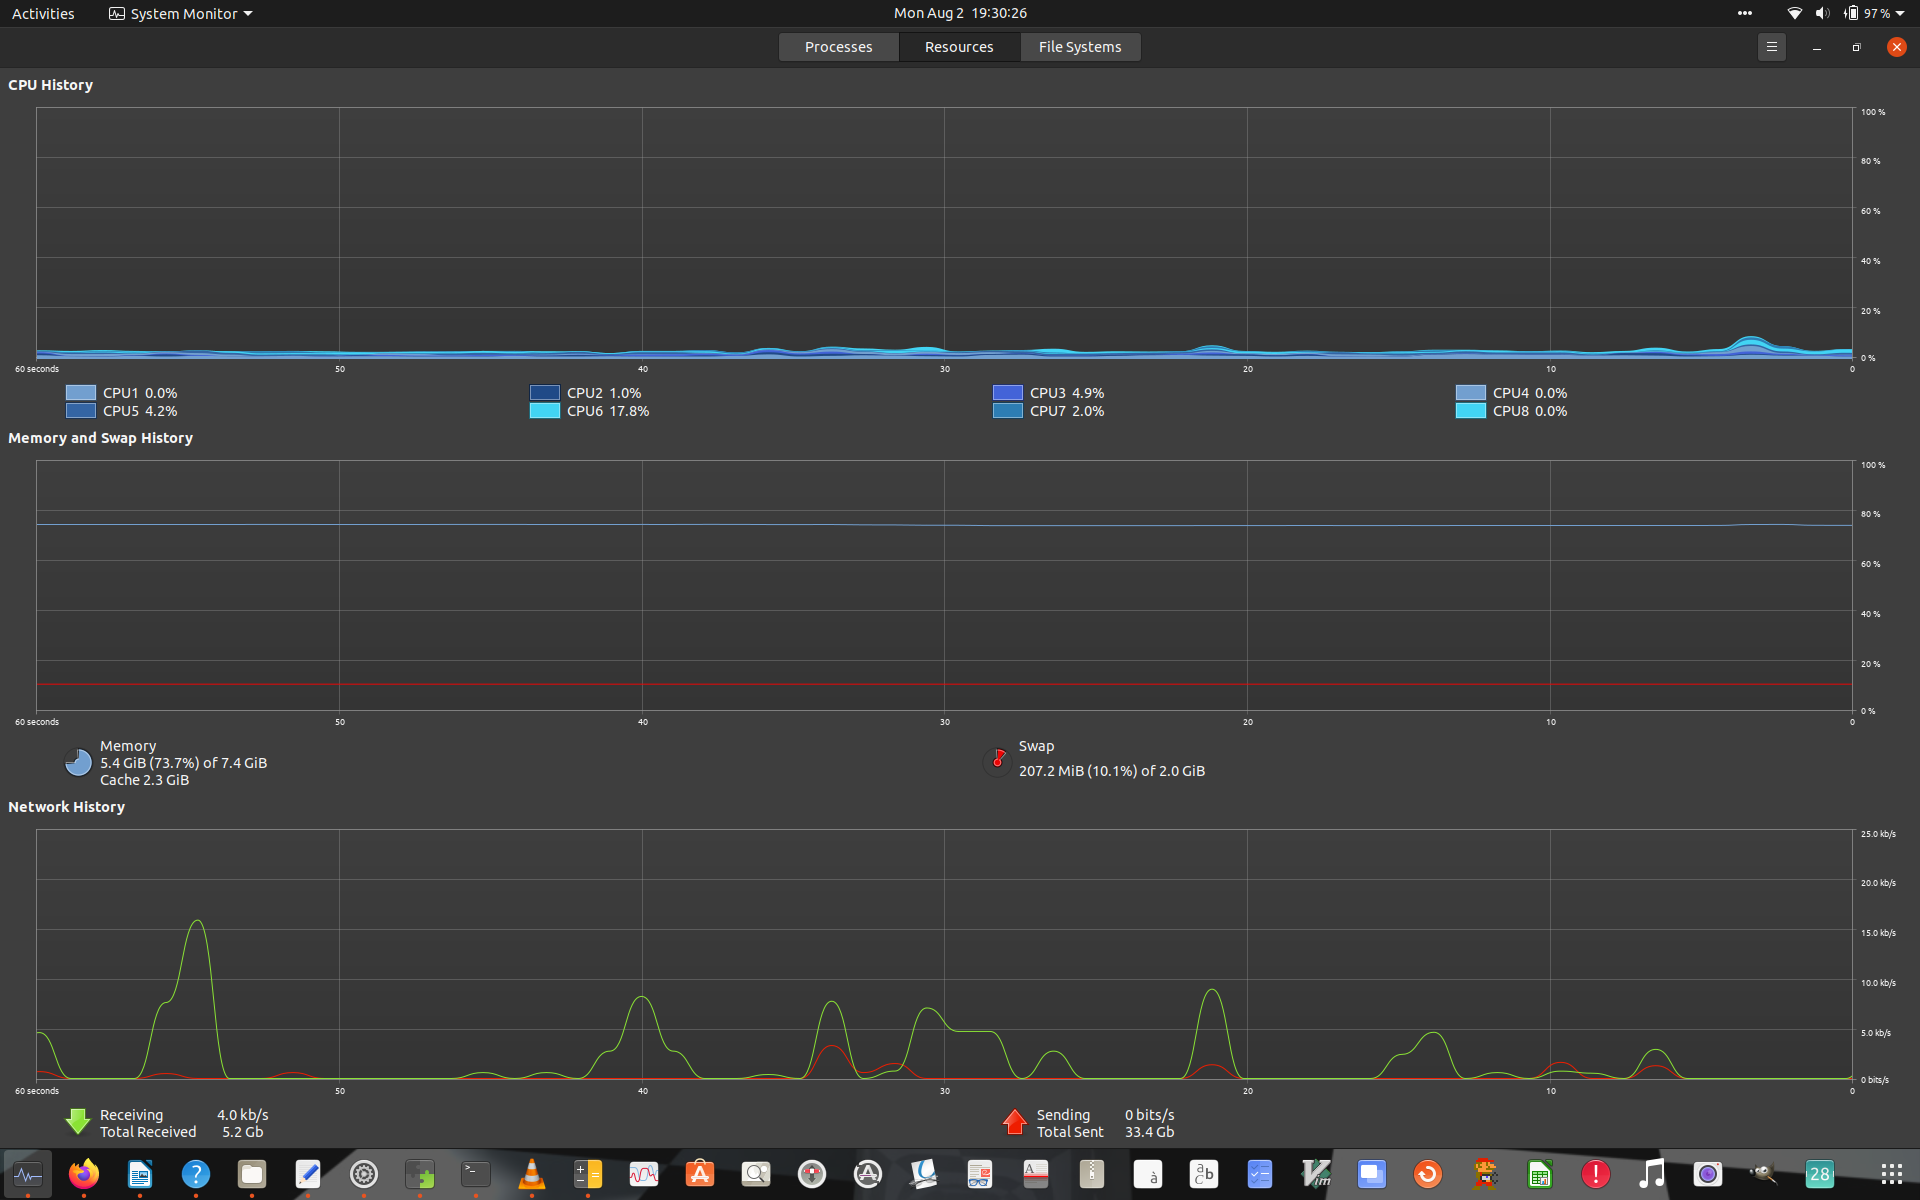 Activities System Monitor Mon Aug 2 19:30:26 97 %
Processes Resources File Systems
CPU History
100 %
80 %
60 %
40 %
20 %
0 %
60 seconds 50 40 30 20 10 0
CPU1 0.0% CPU2 1.0% CPU3 4.9% CPU4 0.0%
CPU5 4.2% CPU6 17.8% CPU7 2.0% CPU8 0.0%
Memory and Swap History
100 %
80 %
60 %
40 %
20 %
0 %
60 seconds 50 40 30 20 10 0
Memory
5.4 GiB (73.7%) of 7.4 GiB
Cache 2.3 GiB
Swap
207.2 MiB (10.1%) of 2.0 GiB
Network History
25.0 kb/s
20.0 kb/s
15.0 kb/s
10.0 kb/s
5.0 kb/s
0 bits/s
60 seconds 50 40 30 20 10 0
Receiving 4.0 kb/s
Total Received 5.2 Gb
Sending 0 bits/s
Total Sent 33.4 Gb
? >_ A à a b c b Vim ! 28